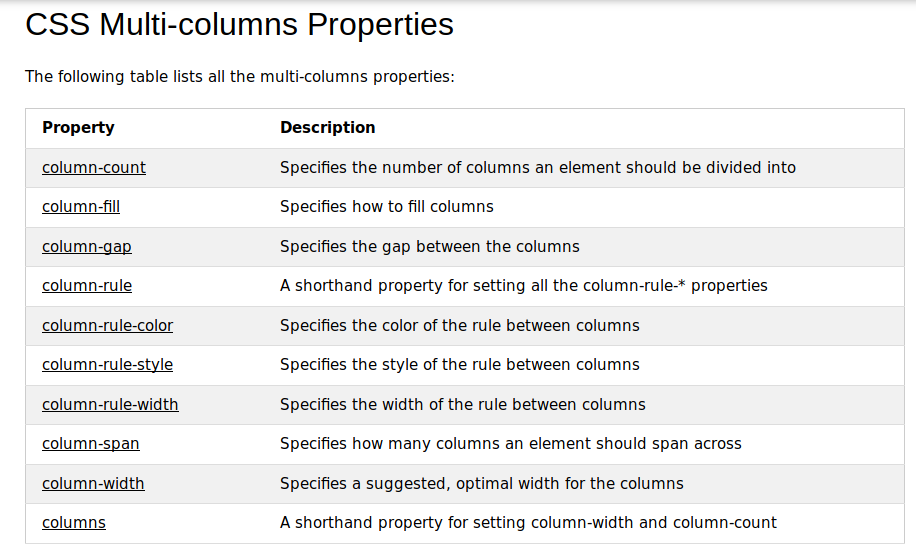 CSS Multi-columns Properties
The following table lists all the multi-columns properties:
Property Description
column-count Specifies the number of columns an element should be divided into
column-fill Specifies how to fill columns
column-gap Specifies the gap between the columns
column-rule A shorthand property for setting all the column-rule-* properties
column-rule-color Specifies the color of the rule between columns
column-rule-style Specifies the style of the rule between columns
column-rule-width Specifies the width of the rule between columns
column-span Specifies how many columns an element should span across
column-width Specifies a suggested, optimal width for the columns
columns A shorthand property for setting column-width and column-count